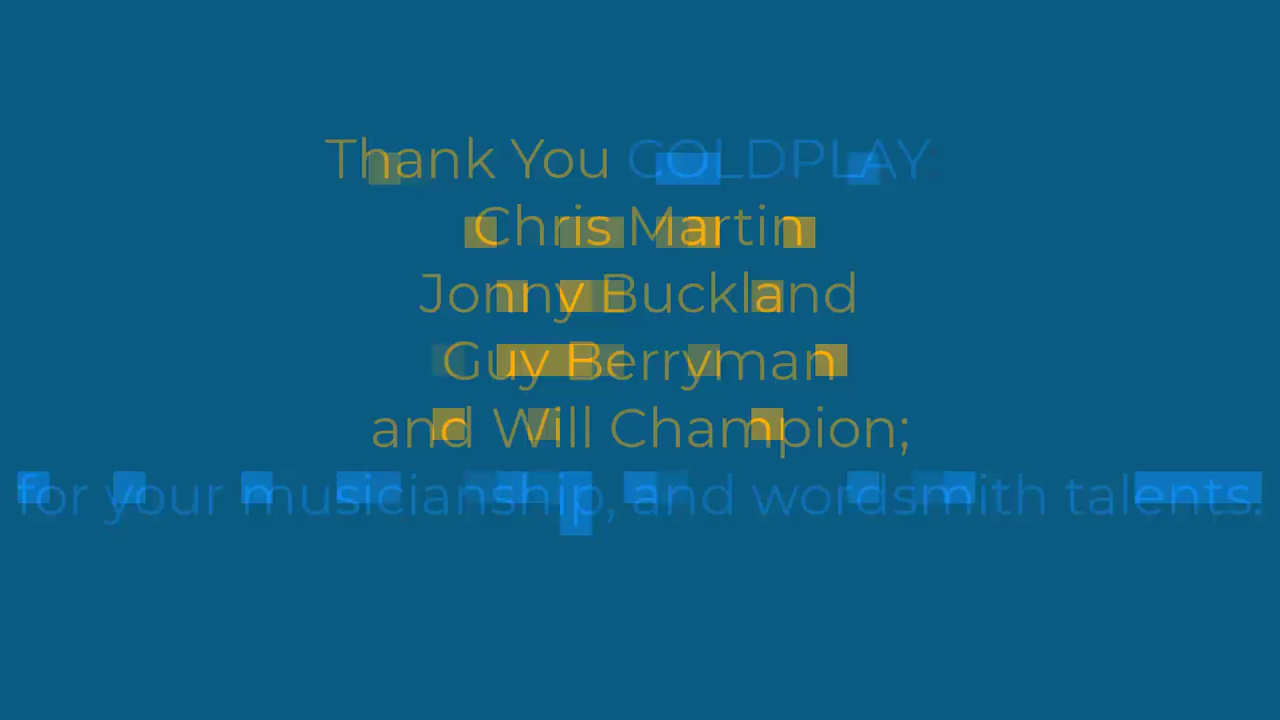 Thank You COLDPLAY:
Chris Martin
Jonny Buckland
Guy Berryman
and Will Champion;
for your musicianship, and wordsmith talents.